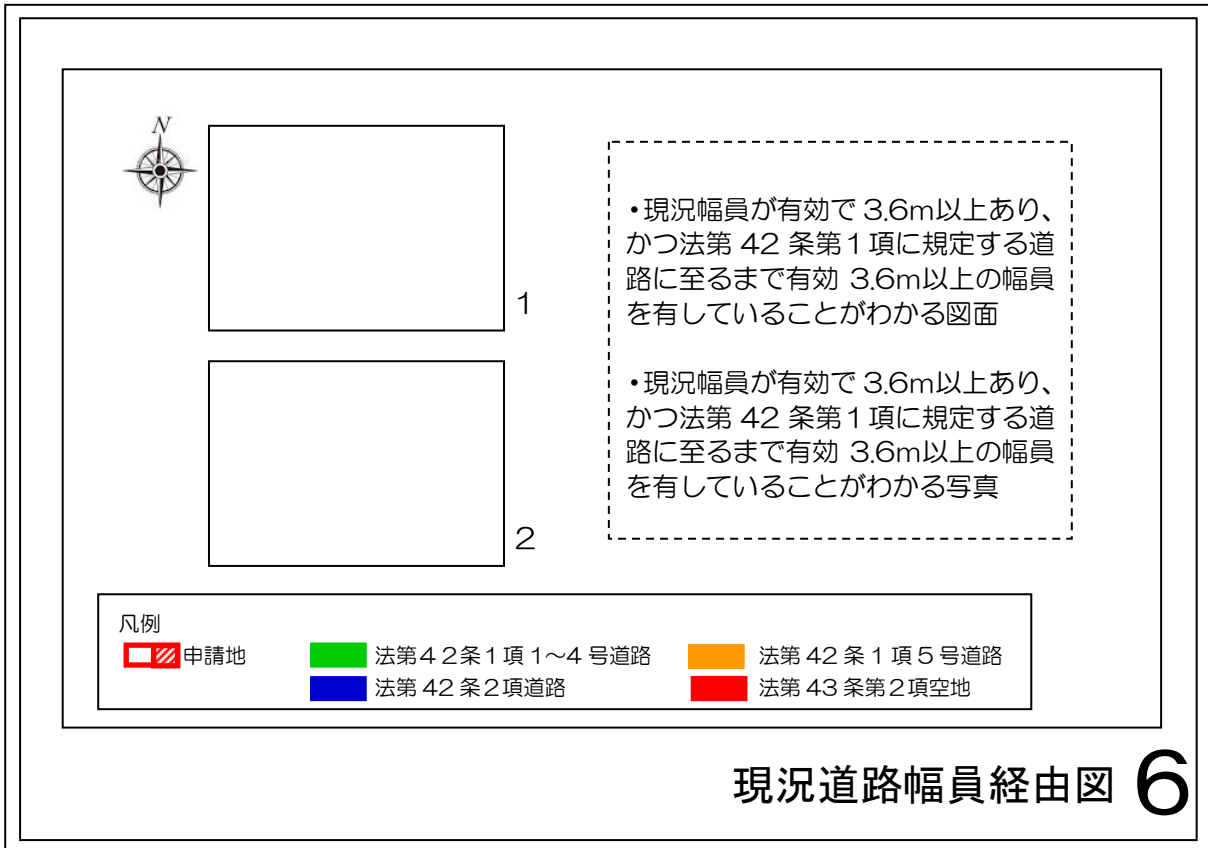 N
1
2
・現況幅員が有効で3.6m以上あり、
かつ法第 42 条第1項に規定する道
路に至るまで有効 3.6m以上の幅員
を有していることがわかる図面
・現況幅員が有効で3.6m以上あり、
かつ法第 42 条第1項に規定する道
路に至るまで有効 3.6m以上の幅員
を有していることがわかる写真
凡例
申請地 法第42条1項1~4号道路 法第42条1項5号道路
法第42条2項道路 法第43条第2項空地
現況道路幅員経由図 6